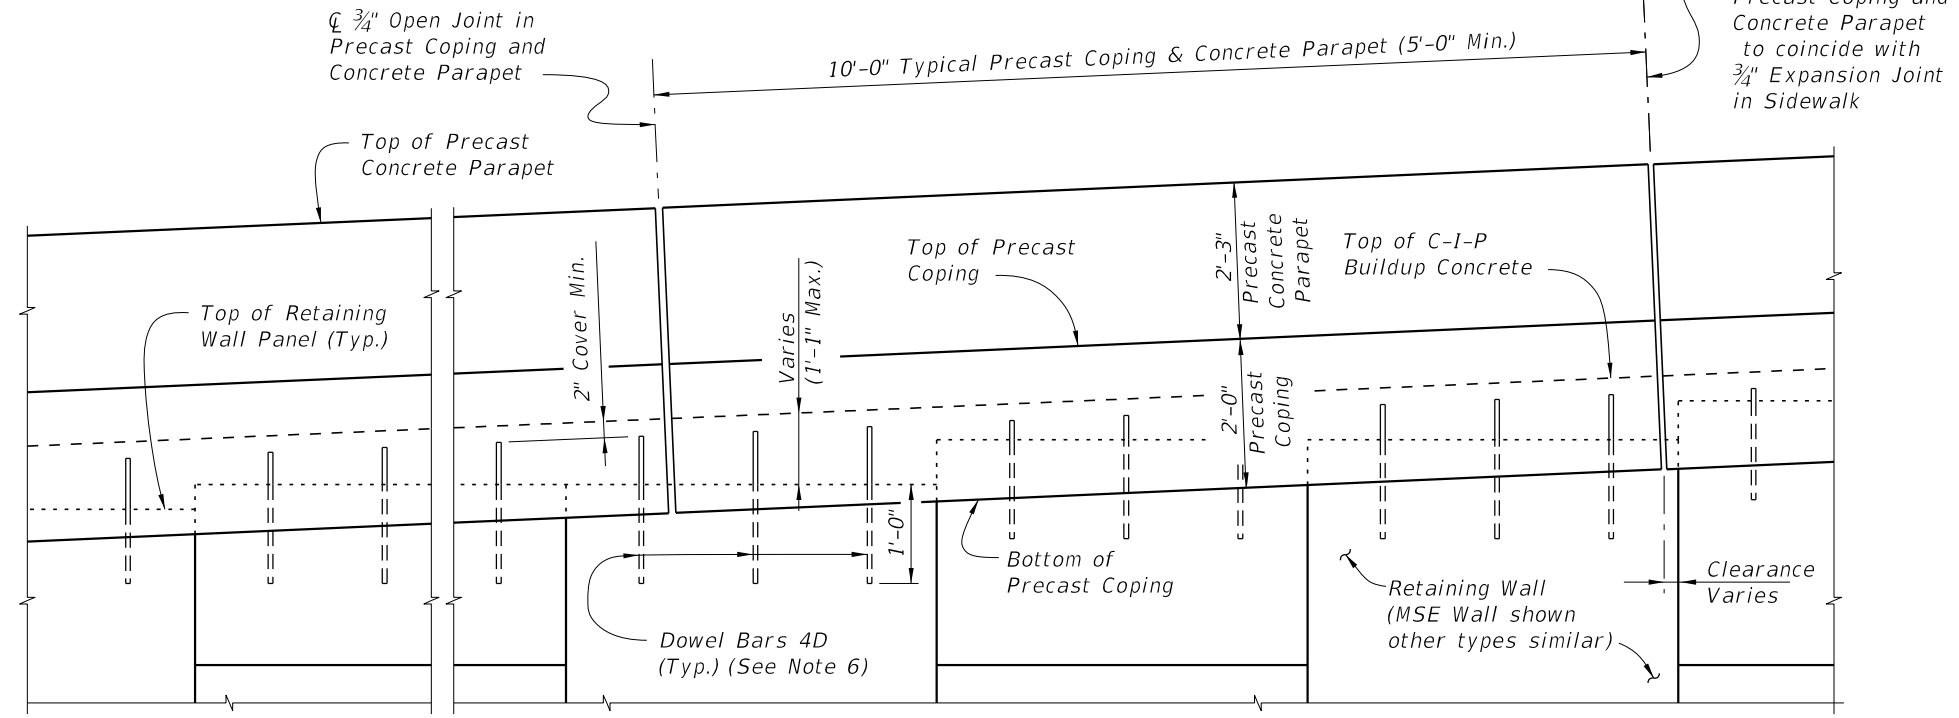 ℄ ¾" Open Joint in
Precast Coping and
Concrete Parapet
10'-0" Typical Precast Coping & Concrete Parapet (5'-0" Min.)
Precast Coping and
Concrete Parapet
to coincide with
¾" Expansion Joint
in Sidewalk
Top of Precast
Concrete Parapet
Top of Retaining
Wall Panel (Typ.)
2" Cover Min.
Varies
(1'-1" Max.)
Top of Precast
Coping
2'-3"
Precast
Concrete
Parapet
Top of C-I-P
Buildup Concrete
2'-0"
Precast
Coping
1'-0"
Bottom of
Precast Coping
Dowel Bars 4D
(Typ.) (See Note 6)
Retaining Wall
(MSE Wall shown
other types similar)
Clearance
Varies